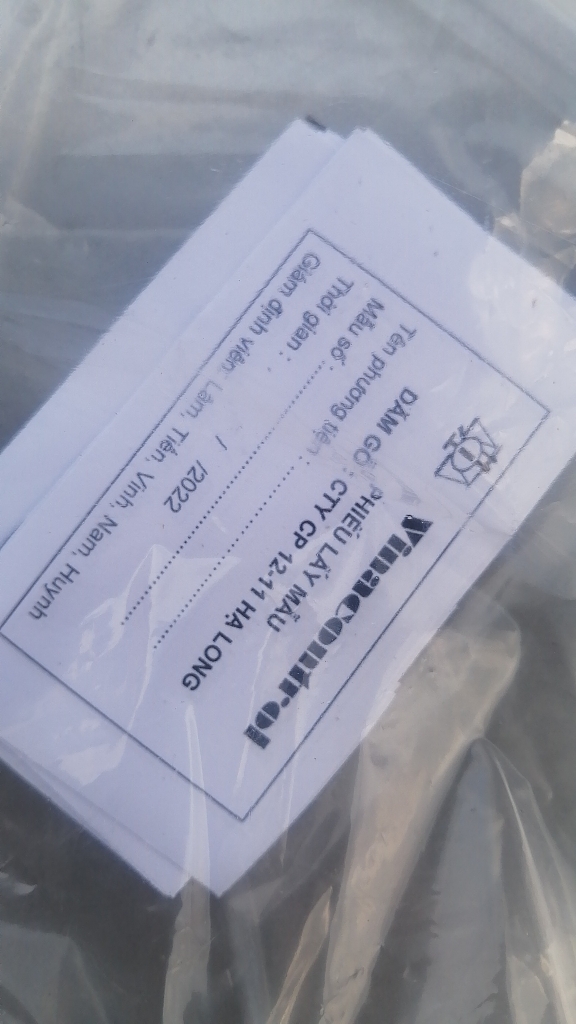 Vinacontrol
PHIẾU LẤY MẪU
DĂM GỖ : CTY CP 12-11 HẠ LONG
Tên phương tiện
Mẫu số:
Thời gian : / /2022
Giám định viên: Lâm, Tiến, Vinh, Nam, Huynh